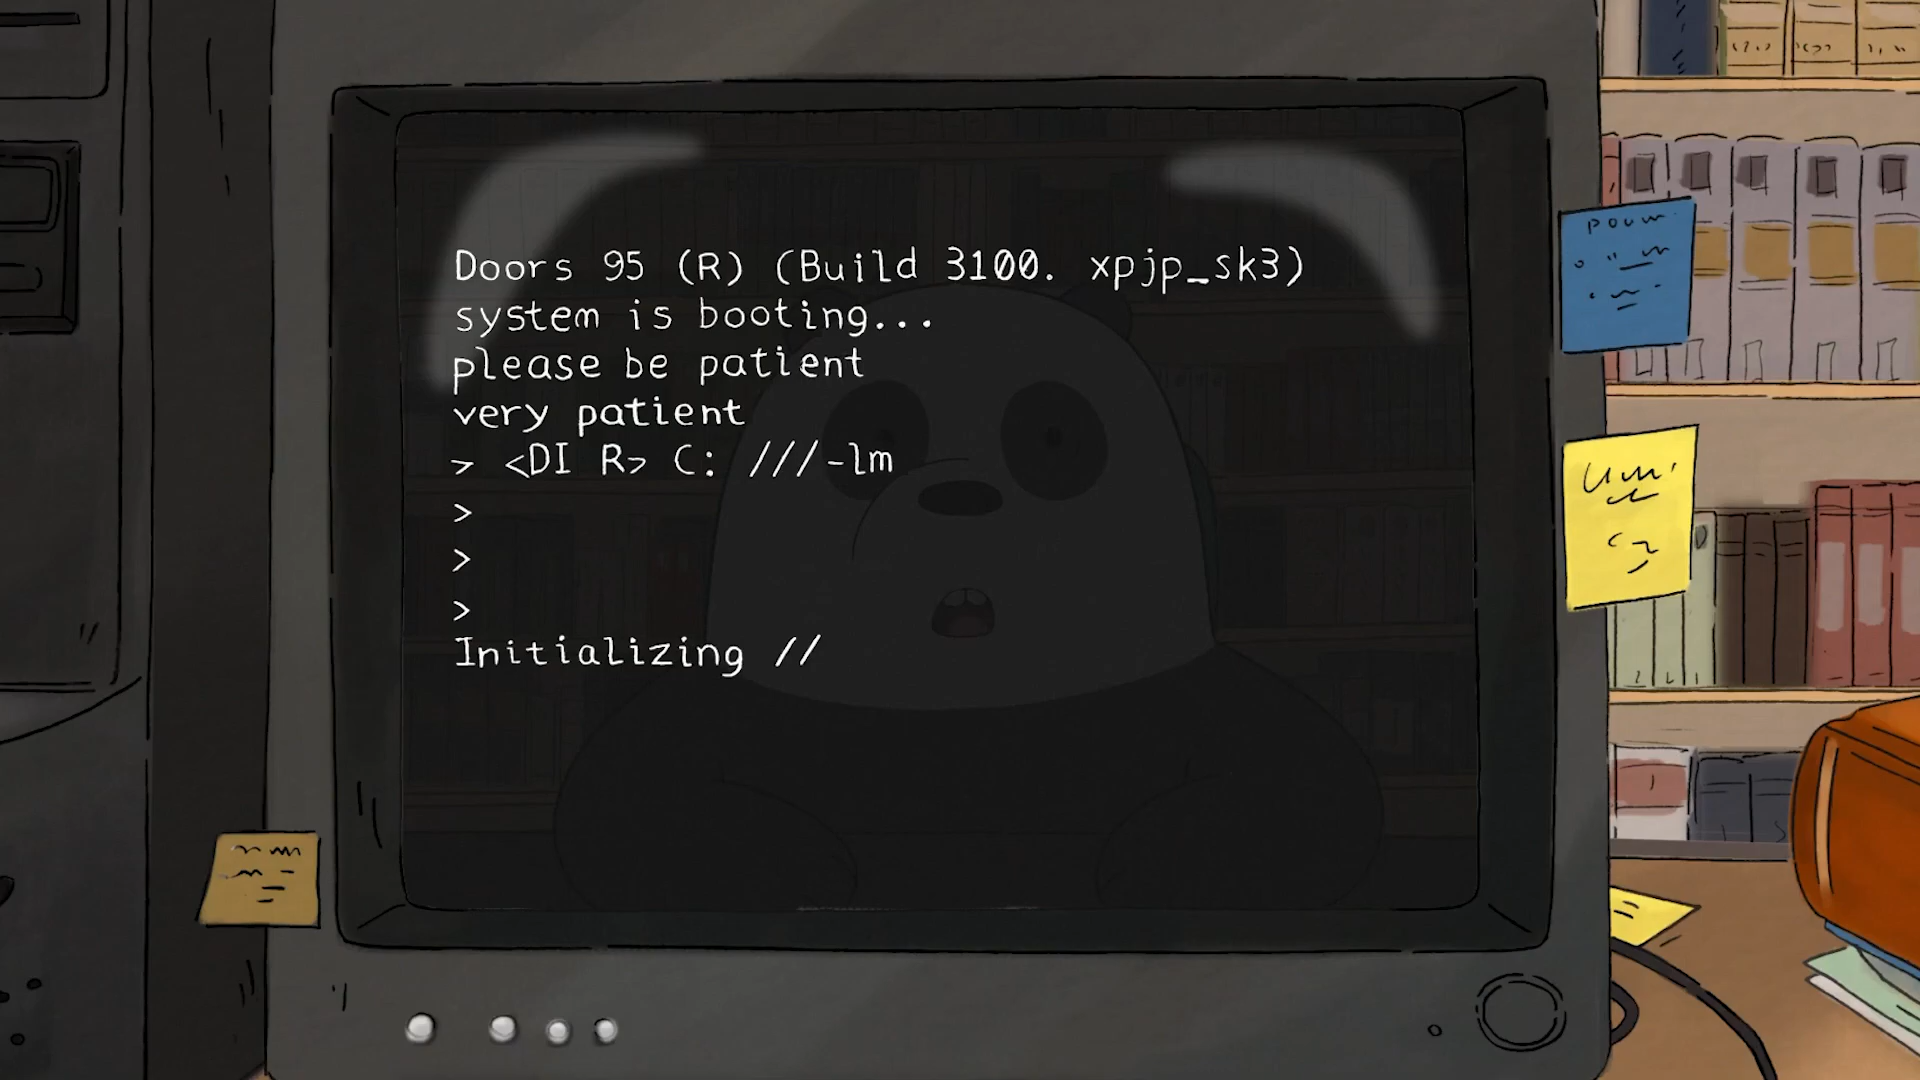 Doors 95 (R) (Build 3100. xpjp_sk3)
system is booting...
please be patient
very patient
> <DI R> C: ///-lm
>
>
>
Initializing //